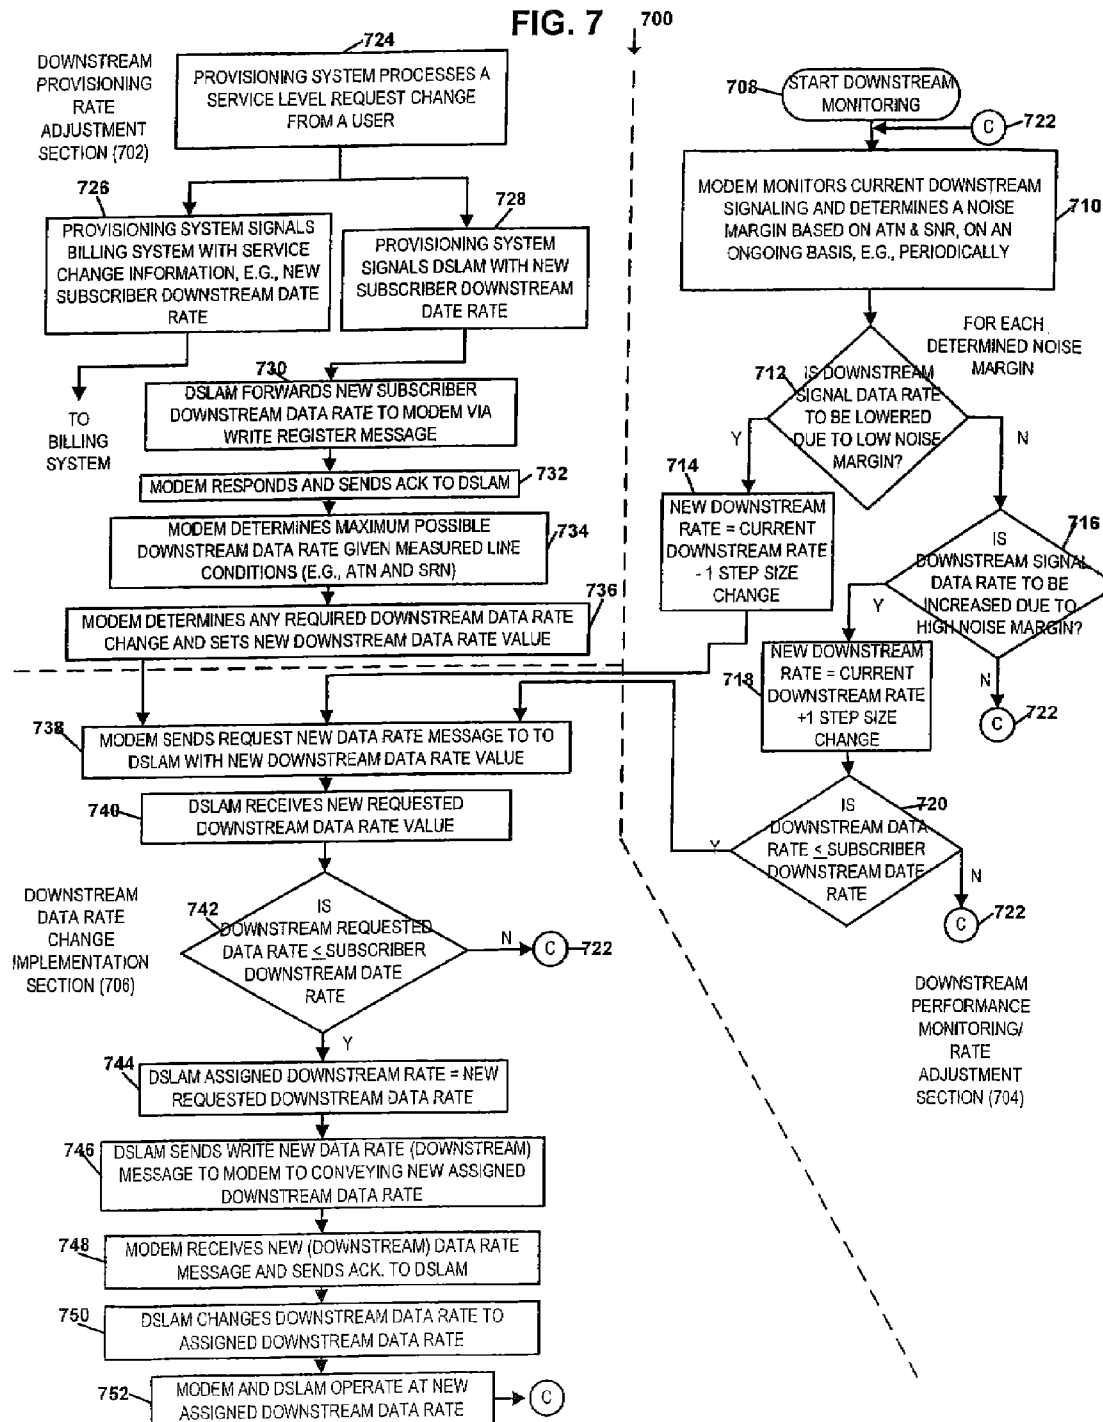 FIG. 7
700
DOWNSTREAM
PROVISIONING
RATE
ADJUSTMENT
SECTION (702)
724
PROVISIONING SYSTEM PROCESSES A
SERVICE LEVEL REQUEST CHANGE
FROM A USER
726
PROVISIONING SYSTEM SIGNALS
BILLING SYSTEM WITH SERVICE
CHANGE INFORMATION, E.G., NEW
SUBSCRIBER DOWNSTREAM DATE
RATE
728
PROVISIONING SYSTEM
SIGNALS DSLAM WITH NEW
SUBSCRIBER DOWNSTREAM
DATE RATE
TO
BILLING
SYSTEM
730
DSLAM FORWARDS NEW SUBSCRIBER
DOWNSTREAM DATA RATE TO MODEM VIA
WRITE REGISTER MESSAGE
732
MODEM RESPONDS AND SENDS ACK TO DSLAM
734
MODEM DETERMINES MAXIMUM POSSIBLE
DOWNSTREAM DATA RATE GIVEN MEASURED LINE
CONDITIONS (E.G., ATN AND SRN)
736
MODEM DETERMINES ANY REQUIRED DOWNSTREAM DATA RATE
CHANGE AND SETS NEW DOWNSTREAM DATA RATE VALUE
708
START DOWNSTREAM
MONITORING
C
722
710
MODEM MONITORS CURRENT DOWNSTREAM
SIGNALING AND DETERMINES A NOISE
MARGIN BASED ON ATN & SNR, ON AN
ONGOING BASIS, E.G., PERIODICALLY
FOR EACH
DETERMINED NOISE
MARGIN
712
IS DOWNSTREAM
SIGNAL DATA RATE
TO BE LOWERED
DUE TO LOW NOISE
MARGIN?
Y
N
714
NEW DOWNSTREAM
RATE = CURRENT
DOWNSTREAM RATE
- 1 STEP SIZE
CHANGE
716
IS
DOWNSTREAM SIGNAL
DATA RATE TO BE
INCREASED DUE TO
HIGH NOISE MARGIN?
Y
N
C
722
718
NEW DOWNSTREAM
RATE = CURRENT
DOWNSTREAM RATE
+1 STEP SIZE
CHANGE
720
IS
DOWNSTREAM DATA
RATE ≤ SUBSCRIBER
DOWNSTREAM DATE
RATE
Y
N
C
722
DOWNSTREAM
PERFORMANCE
MONITORING/
RATE
ADJUSTMENT
SECTION (704)
738
MODEM SENDS REQUEST NEW DATA RATE MESSAGE TO TO
DSLAM WITH NEW DOWNSTREAM DATA RATE VALUE
740
DSLAM RECEIVES NEW REQUESTED
DOWNSTREAM DATA RATE VALUE
DOWNSTREAM
DATA RATE
CHANGE
IMPLEMENTATION
SECTION (706)
742
IS
DOWNSTREAM REQUESTED
DATA RATE ≤ SUBSCRIBER
DOWNSTREAM DATE
RATE
N
C
722
Y
744
DSLAM ASSIGNED DOWNSTREAM RATE = NEW
REQUESTED DOWNSTREAM DATA RATE
746
DSLAM SENDS WRITE NEW DATA RATE (DOWNSTREAM)
MESSAGE TO MODEM TO CONVEYING NEW ASSIGNED
DOWNSTREAM DATA RATE
748
MODEM RECEIVES NEW (DOWNSTREAM) DATA RATE
MESSAGE AND SENDS ACK. TO DSLAM
750
DSLAM CHANGES DOWNSTREAM DATA RATE TO
ASSIGNED DOWNSTREAM DATA RATE
752
MODEM AND DSLAM OPERATE AT NEW
ASSIGNED DOWNSTREAM DATA RATE
C